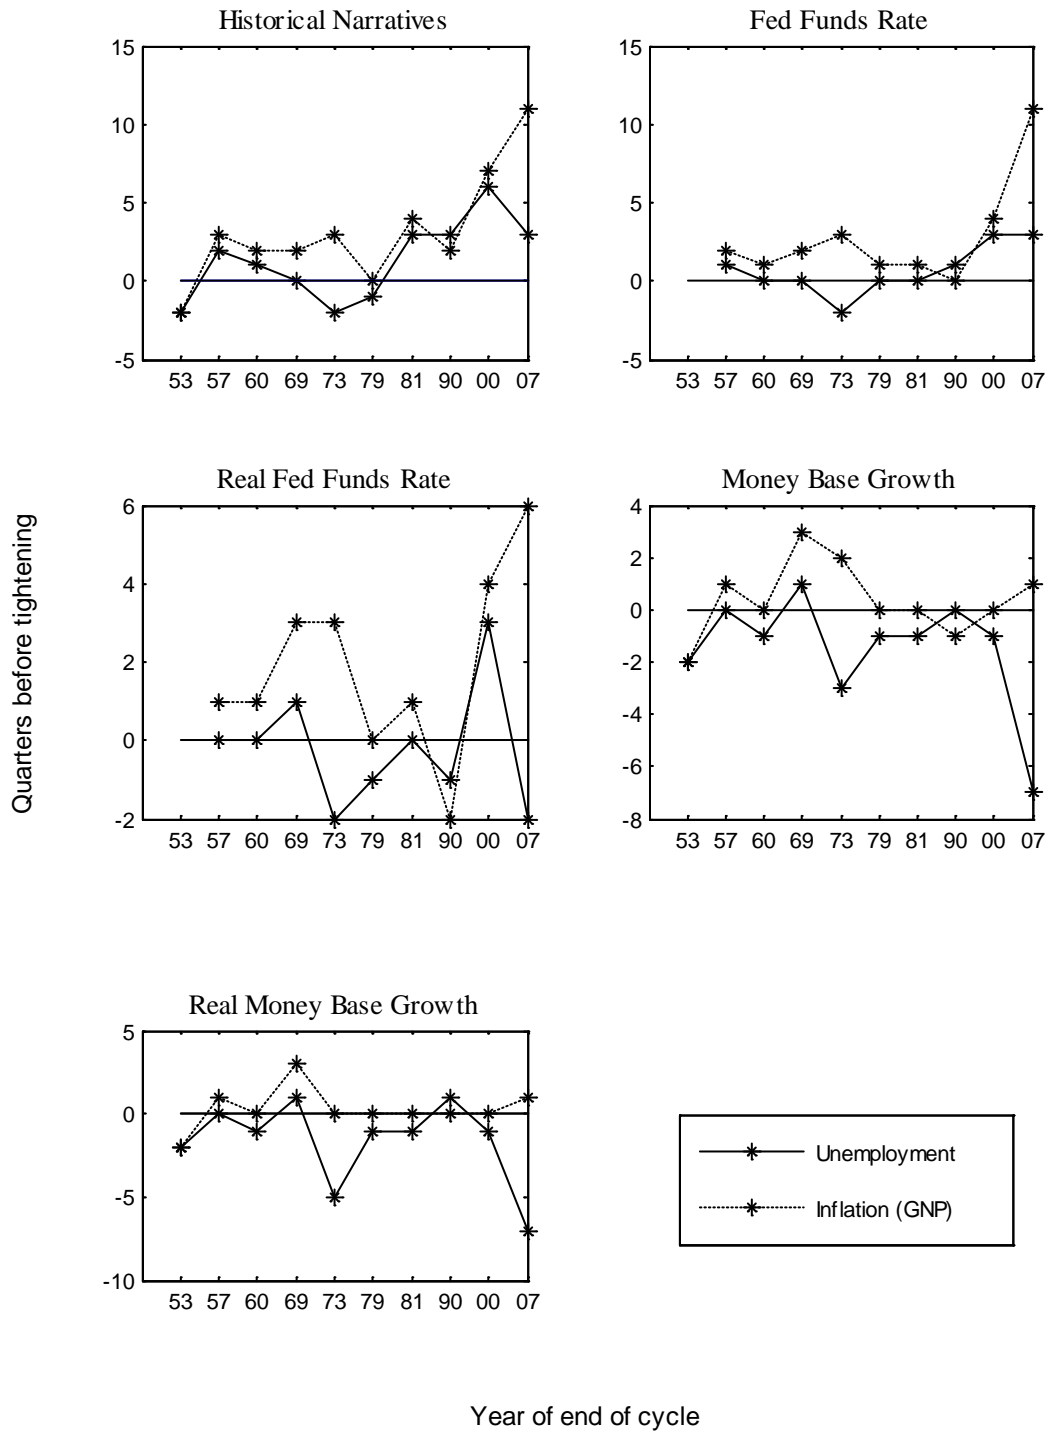 Historical Narratives
15
10
5
0
-5
53 57 60 69 73 79 81 90 00 07
Fed Funds Rate
15
10
5
0
-5
53 57 60 69 73 79 81 90 00 07
Quarters before tightening
Real Fed Funds Rate
6
4
2
0
-2
53 57 60 69 73 79 81 90 00 07
Money Base Growth
4
2
0
-2
-4
-6
-8
53 57 60 69 73 79 81 90 00 07
Real Money Base Growth
5
0
-5
-10
53 57 60 69 73 79 81 90 00 07
Unemployment
Inflation (GNP)
Year of end of cycle